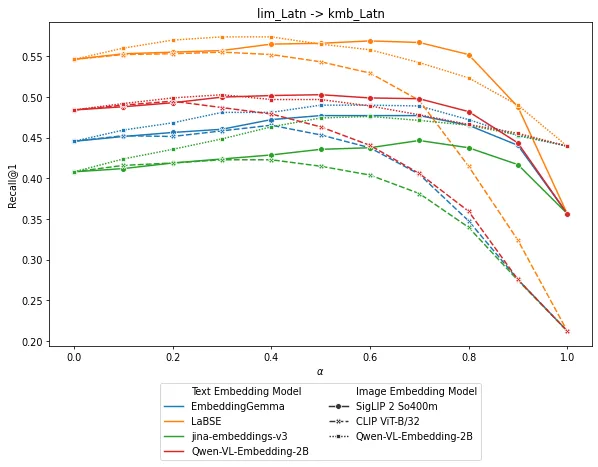 lim_Latn -> kmb_Latn
Recall@1
0.55
0.50
0.45
0.40
0.35
0.30
0.25
0.20
0.0 0.2 0.4 0.6 0.8 1.0
α
Text Embedding Model
EmbeddingGemma
LaBSE
jina-embeddings-v3
Qwen-VL-Embedding-2B
Image Embedding Model
SigLIP 2 So400m
CLIP ViT-B/32
Qwen-VL-Embedding-2B